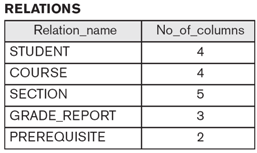 RELATIONS
Relation_name No_of_columns
STUDENT 4
COURSE 4
SECTION 5
GRADE_REPORT 3
PREREQUISITE 2